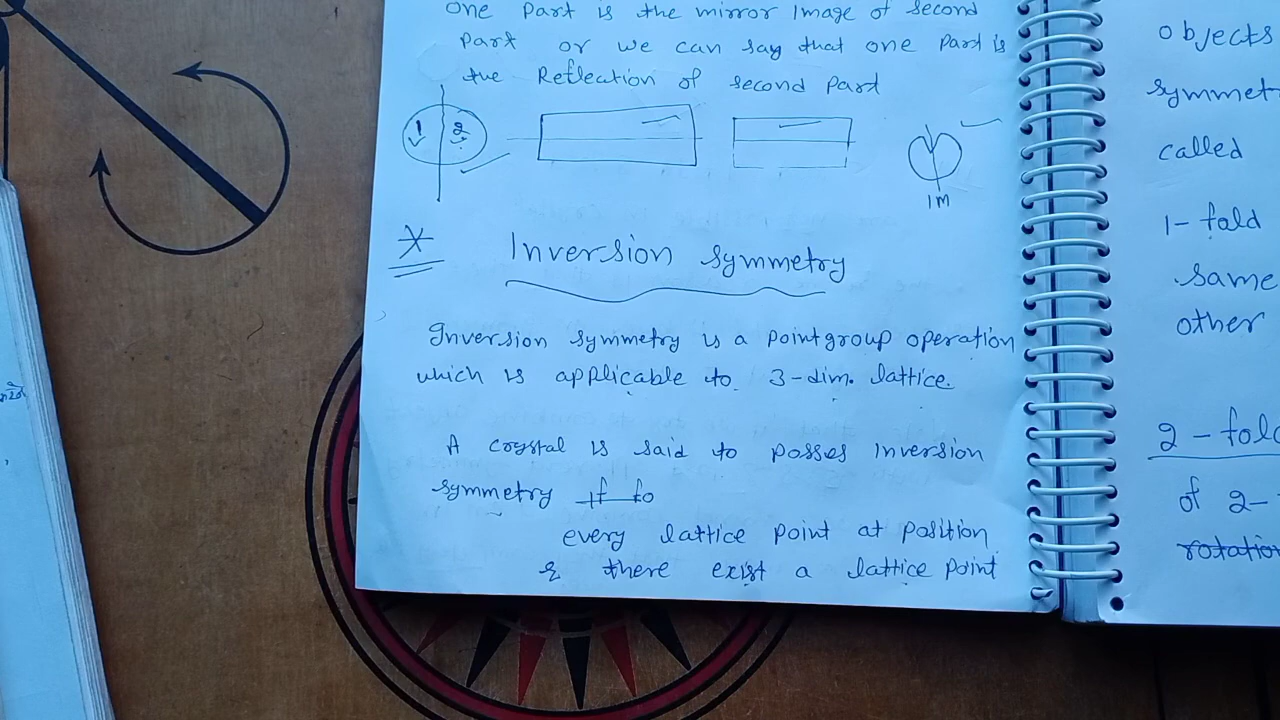 one part is the mirror image of second
part or we can say that one part is
the Reflection of second part
1 2
1M
Inversion symmetry
Inversion symmetry is a pointgroup operation
which is applicable to 3-dim. lattice.
A crystal is said to posses inversion
symmetry if fo
every lattice point at position
there exist a lattice point
objects
symmet
called
1-fold
same
other
2-fold
of 2-
rotation